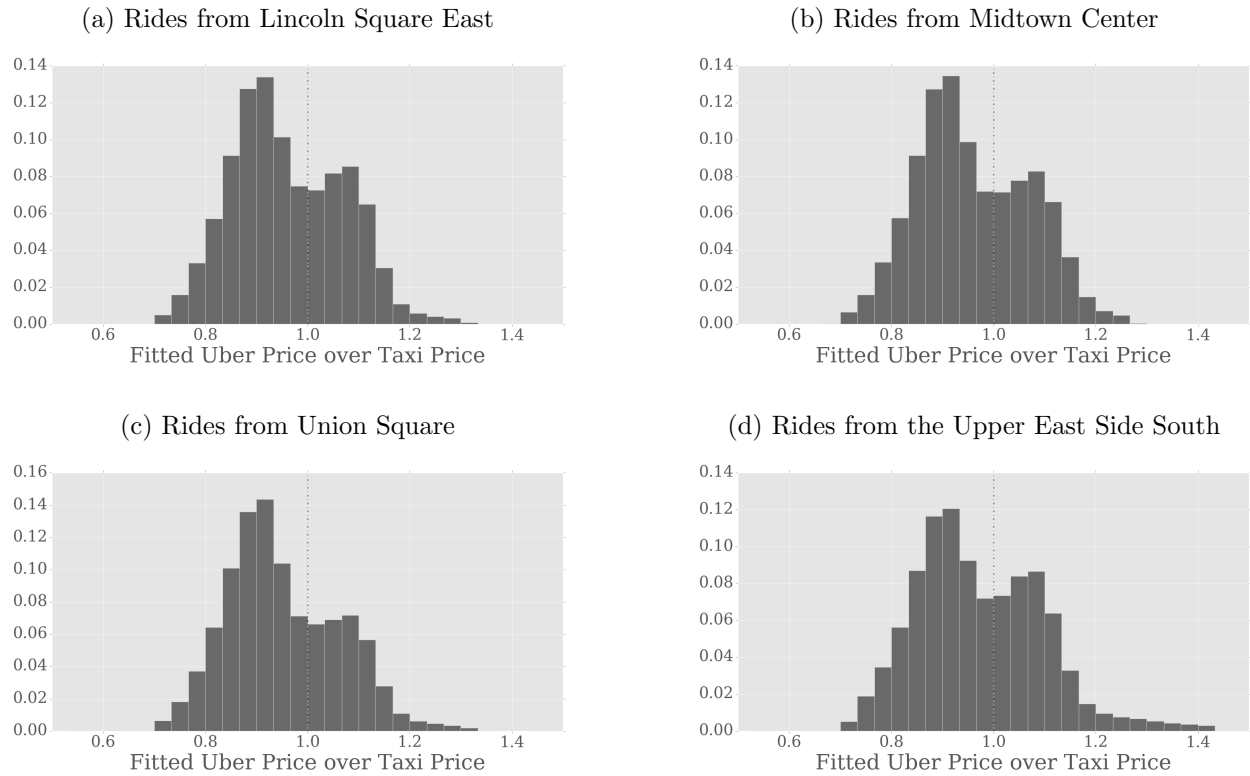 (a) Rides from Lincoln Square East
0.14
0.12
0.10
0.08
0.06
0.04
0.02
0.00
0.6 0.8 1.0 1.2 1.4
Fitted Uber Price over Taxi Price
(b) Rides from Midtown Center
0.14
0.12
0.10
0.08
0.06
0.04
0.02
0.00
0.6 0.8 1.0 1.2 1.4
Fitted Uber Price over Taxi Price
(c) Rides from Union Square
0.16
0.14
0.12
0.10
0.08
0.06
0.04
0.02
0.00
0.6 0.8 1.0 1.2 1.4
Fitted Uber Price over Taxi Price
(d) Rides from the Upper East Side South
0.14
0.12
0.10
0.08
0.06
0.04
0.02
0.00
0.6 0.8 1.0 1.2 1.4
Fitted Uber Price over Taxi Price